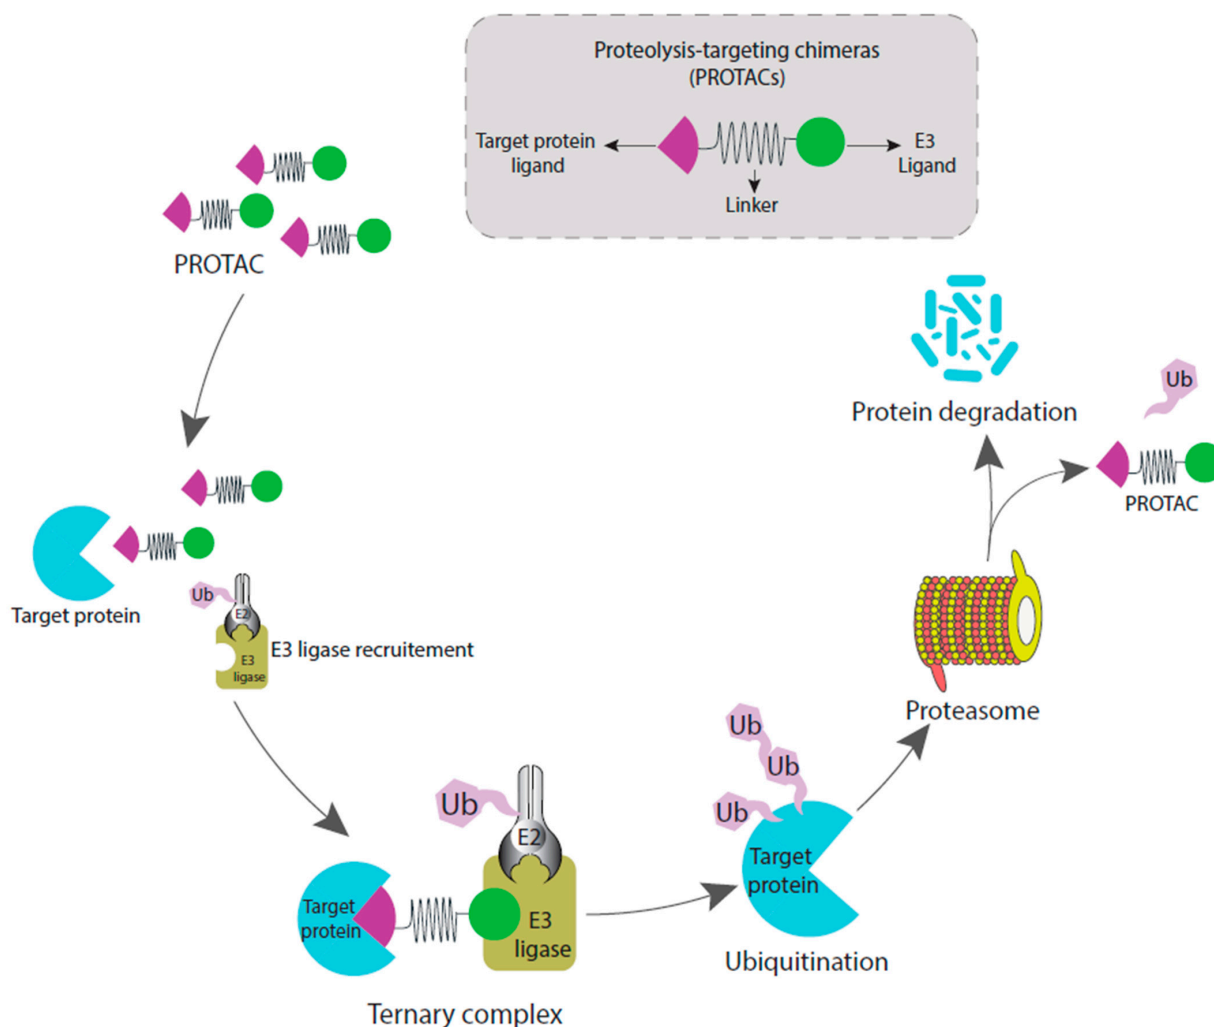 Proteolysis-targeting chimeras
(PROTACs)
Target protein
ligand
E3
Ligand
Linker
PROTAC
Target protein
Ub
E2
E3
ligase
E3 ligase recruitement
Ub
E2
Target
protein
E3
ligase
Ternary complex
Ub
Ub
Ub
Target
protein
Ubiquitination
Proteasome
Protein degradation
Ub
PROTAC